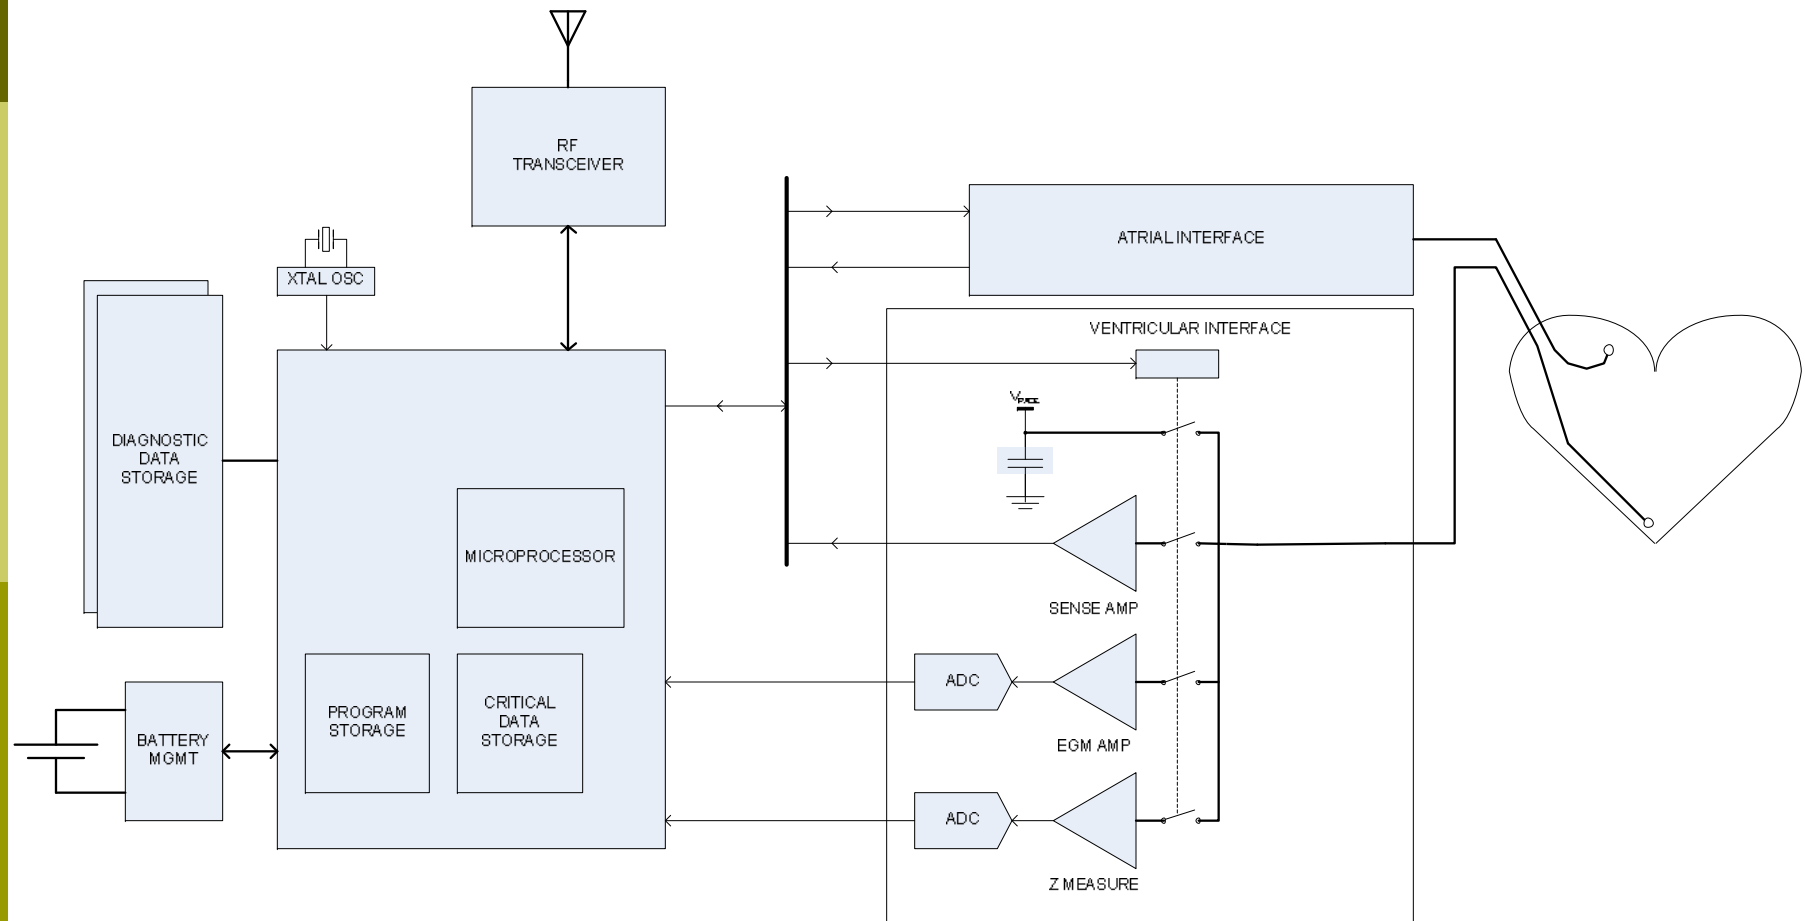 RF
TRANSCEIVER
XTAL OSC
ATRIAL INTERFACE
VENTRICULAR INTERFACE
V PACE
DIAGNOSTIC
DATA
STORAGE
MICROPROCESSOR
SENSE AMP
PROGRAM
STORAGE
CRITICAL
DATA
STORAGE
ADC
EGM AMP
BATTERY
MGMT
ADC
Z MEASURE